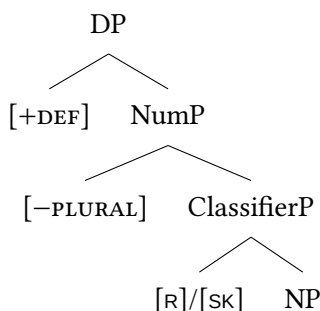 DP
[+DEF] NumP
[−PLURAL] ClassifierP
[R]/[SK] NP